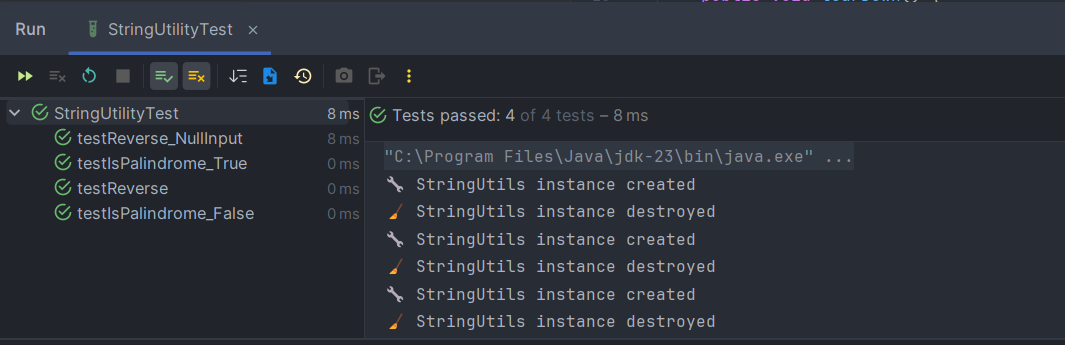 Run StringUtilityTest
StringUtilityTest 8 ms
testReverse_NullInput 8 ms
testIsPalindrome_True 0 ms
testReverse 0 ms
testIsPalindrome_False 0 ms
Tests passed: 4 of 4 tests – 8 ms
"C:\Program Files\Java\jdk-23\bin\java.exe" ...
StringUtils instance created
StringUtils instance destroyed
StringUtils instance created
StringUtils instance destroyed
StringUtils instance created
StringUtils instance destroyed